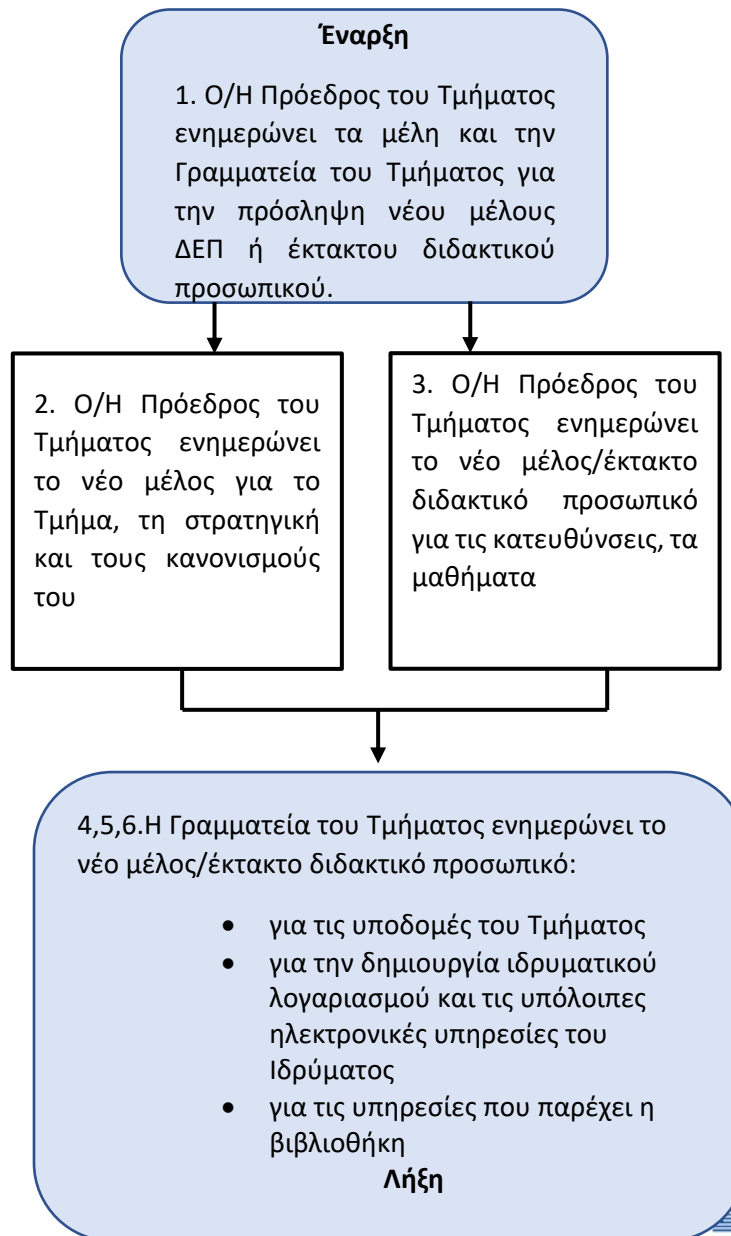 Έναρξη
1. Ο/Η Πρόεδρος του Τμήματος
ενημερώνει τα μέλη και την
Γραμματεία του Τμήματος για
την πρόσληψη νέου μέλους
ΔΕΠ ή έκτακτου διδακτικού
προσωπικού.
2. Ο/Η Πρόεδρος του
Τμήματος ενημερώνει
το νέο μέλος για το
Τμήμα, τη στρατηγική
και τους κανονισμούς
του
3. Ο/Η Πρόεδρος του
Τμήματος ενημερώνει
το νέο μέλος/έκτακτο
διδακτικό προσωπικό
για τις κατευθύνσεις, τα
μαθήματα
4,5,6.Η Γραμματεία του Τμήματος ενημερώνει το
νέο μέλος/έκτακτο διδακτικό προσωπικό:
• για τις υποδομές του Τμήματος
• για την δημιουργία ιδρυματικού
λογαριασμού και τις υπόλοιπες
ηλεκτρονικές υπηρεσίες του
Ιδρύματος
• για τις υπηρεσίες που παρέχει η
βιβλιοθήκη
Λήξη